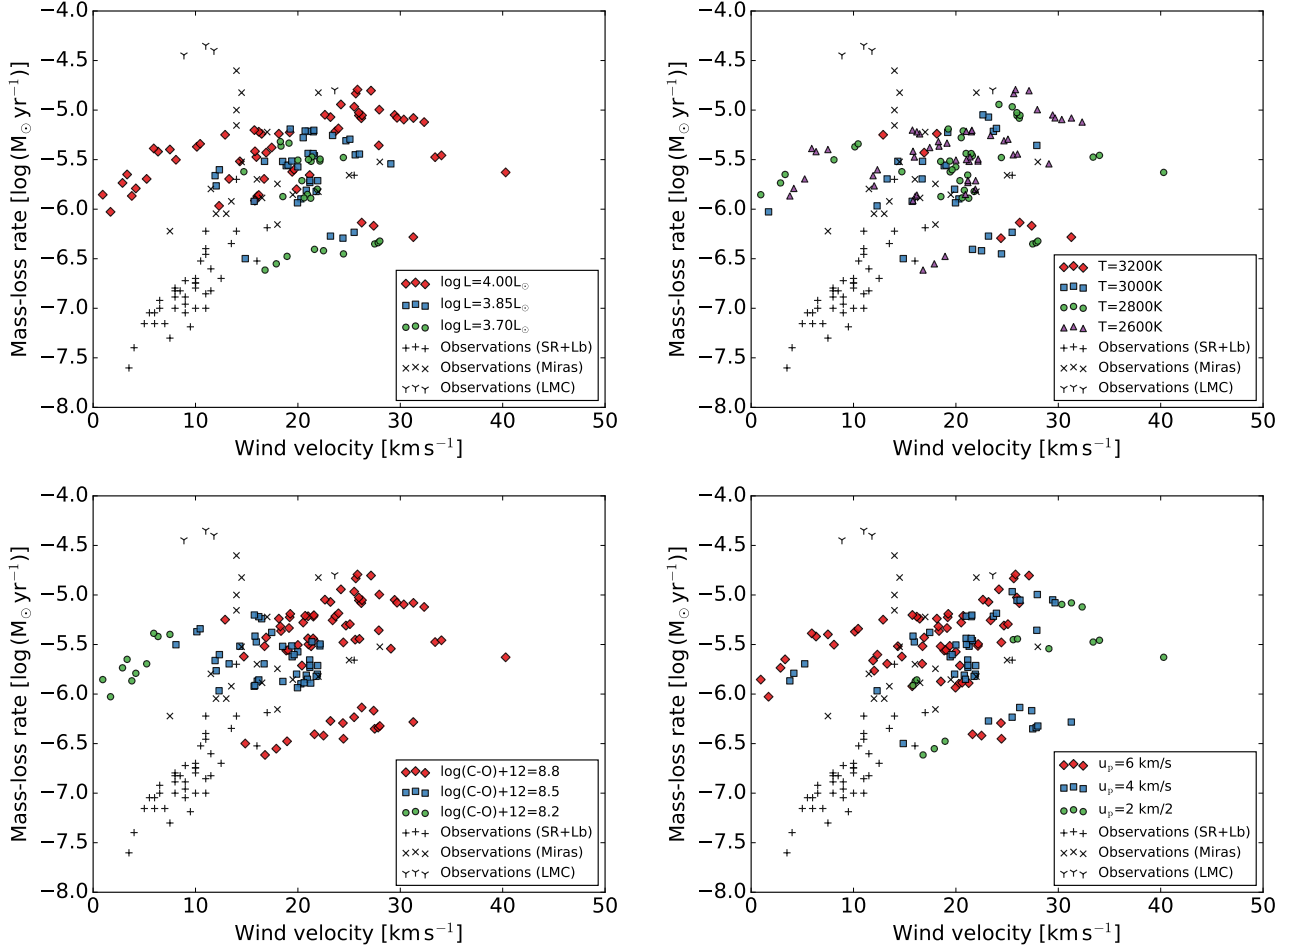 −4.0
−4.5
−5.0
−5.5
−6.0
−6.5
−7.0
−7.5
−8.0
Mass-loss rate [log(M⊙ yr⁻¹)]
0 10 20 30 40 50
Wind velocity [km s⁻¹]
log L=4.00L⊙
log L=3.85L⊙
log L=3.70L⊙
Observations (SR+Lb)
Observations (Miras)
Observations (LMC)
−4.0
−4.5
−5.0
−5.5
−6.0
−6.5
−7.0
−7.5
−8.0
Mass-loss rate [log(M⊙ yr⁻¹)]
0 10 20 30 40 50
Wind velocity [km s⁻¹]
T=3200K
T=3000K
T=2800K
T=2600K
Observations (SR+Lb)
Observations (Miras)
Observations (LMC)
−4.0
−4.5
−5.0
−5.5
−6.0
−6.5
−7.0
−7.5
−8.0
Mass-loss rate [log(M⊙ yr⁻¹)]
0 10 20 30 40 50
Wind velocity [km s⁻¹]
log(C-O)+12=8.8
log(C-O)+12=8.5
log(C-O)+12=8.2
Observations (SR+Lb)
Observations (Miras)
Observations (LMC)
−4.0
−4.5
−5.0
−5.5
−6.0
−6.5
−7.0
−7.5
−8.0
Mass-loss rate [log(M⊙ yr⁻¹)]
0 10 20 30 40 50
Wind velocity [km s⁻¹]
uₚ=6 km/s
uₚ=4 km/s
uₚ=2 km/2
Observations (SR+Lb)
Observations (Miras)
Observations (LMC)